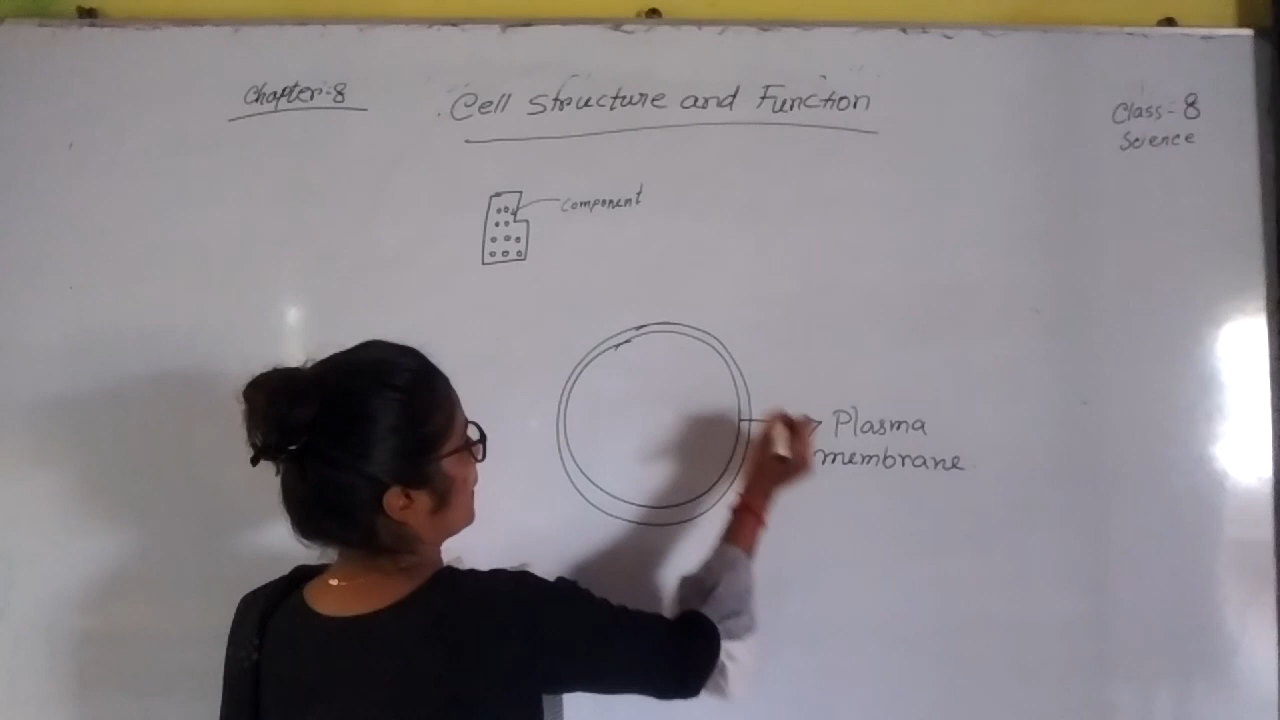 Chapter:-8
Cell Structure and Function
Class-8
Science
Component
Plasma
membrane